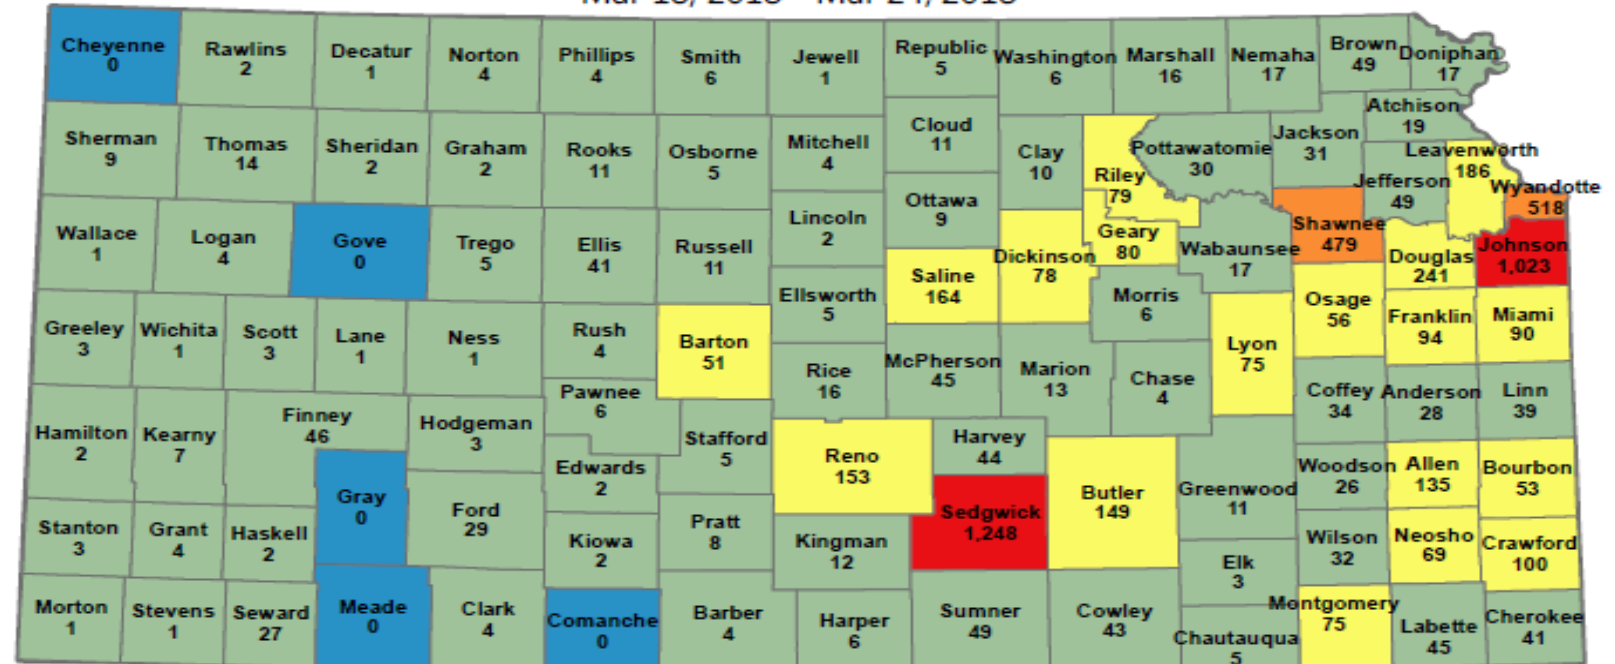 Mar 18, 2018 - Mar 24, 2018
Cheyenne
0
Rawlins
2
Decatur
1
Norton
4
Phillips
4
Smith
6
Jewell
1
Republic
5
Washington
6
Marshall
16
Nemaha
17
Brown
49
Doniphan
17
Sherman
9
Thomas
14
Sheridan
2
Graham
2
Rooks
11
Osborne
5
Mitchell
4
Cloud
11
Clay
10
Riley
79
Pottawatomie
30
Jackson
31
Atchison
19
Leavenworth
186
Jefferson
49
Wyandotte
518
Wallace
1
Logan
4
Gove
0
Trego
5
Ellis
41
Russell
11
Lincoln
2
Ottawa
9
Saline
164
Dickinson
78
Geary
80
Wabaunsee
17
Shawnee
479
Douglas
241
Johnson
1,023
Ellsworth
5
Morris
6
Osage
56
Franklin
94
Miami
90
Greeley
3
Wichita
1
Scott
3
Lane
1
Ness
1
Rush
4
Barton
51
Rice
16
McPherson
45
Marion
13
Chase
4
Lyon
75
Coffey
34
Anderson
28
Linn
39
Hamilton
2
Kearny
7
Finney
46
Hodgeman
3
Pawnee
6
Stafford
5
Edwards
2
Reno
153
Harvey
44
Sedgwick
1,248
Butler
149
Greenwood
11
Woodson
26
Allen
135
Bourbon
53
Stanton
3
Grant
4
Haskell
2
Gray
0
Ford
29
Kiowa
2
Pratt
8
Kingman
12
Elk
3
Wilson
32
Neosho
69
Crawford
100
Morton
1
Stevens
1
Seward
27
Meade
0
Clark
4
Comanche
0
Barber
4
Harper
6
Sumner
49
Cowley
43
Chautauqua
5
Montgomery
75
Labette
45
Cherokee
41